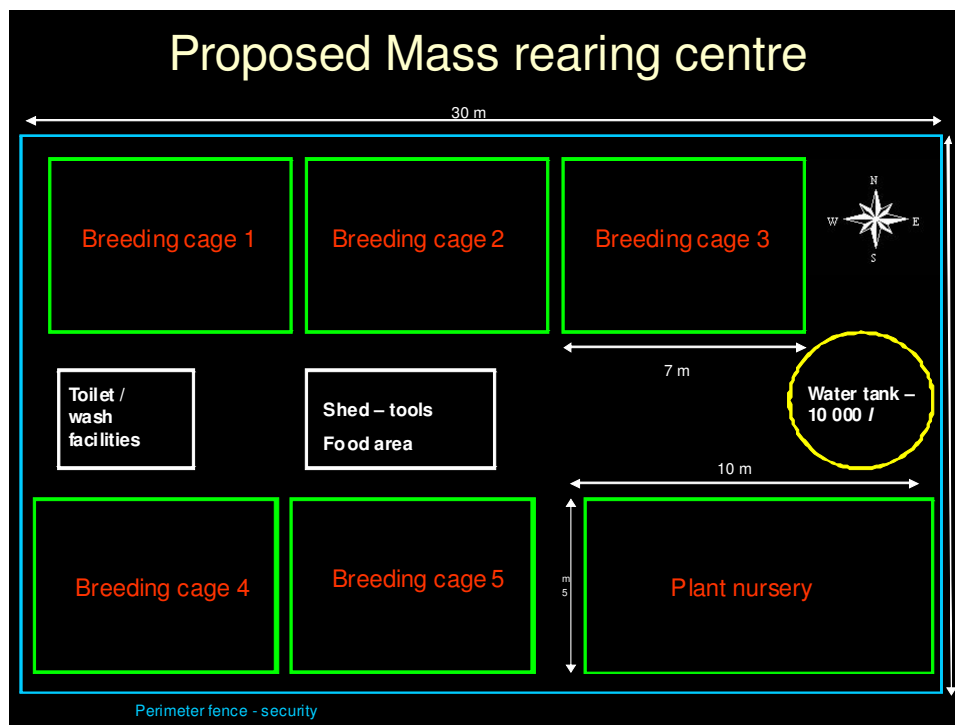 Proposed Mass rearing centre
30 m
Breeding cage 1
Breeding cage 2
Breeding cage 3
N
W
E
S
7 m
Toilet /
wash
facilities
Shed – tools
Food area
Water tank –
10 000 l
10 m
Breeding cage 4
Breeding cage 5
m
5
Plant nursery
Perimeter fence - security